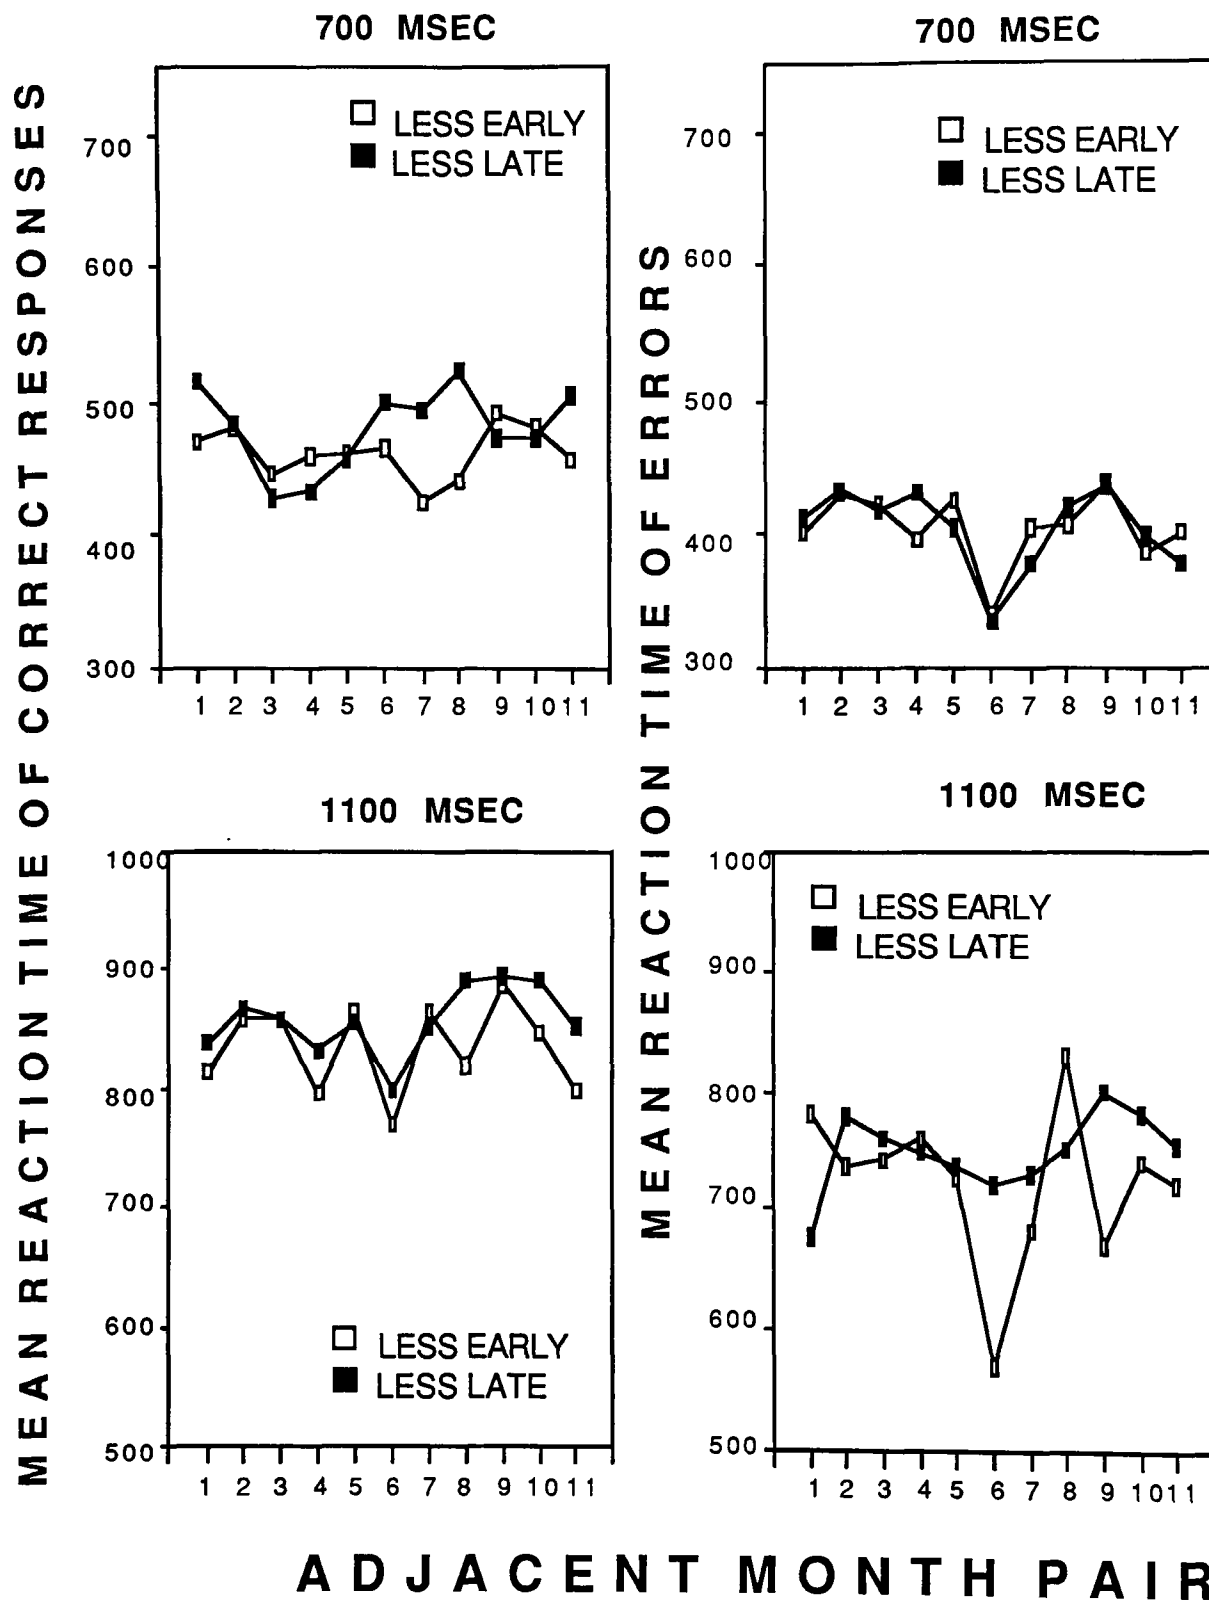 MEAN REACTION TIME OF CORRECT RESPONSES
700 MSEC
LESS EARLY
LESS LATE
700
600
500
400
300
1 2 3 4 5 6 7 8 9 10 11
MEAN REACTION TIME OF ERRORS
700 MSEC
LESS EARLY
LESS LATE
700
600
500
400
300
1 2 3 4 5 6 7 8 9 10 11
1100 MSEC
1000
900
800
700
600
500
LESS EARLY
LESS LATE
1 2 3 4 5 6 7 8 9 10 11
1100 MSEC
1000
900
800
700
600
500
LESS EARLY
LESS LATE
1 2 3 4 5 6 7 8 9 10 11
ADJACENT MONTH PAIR